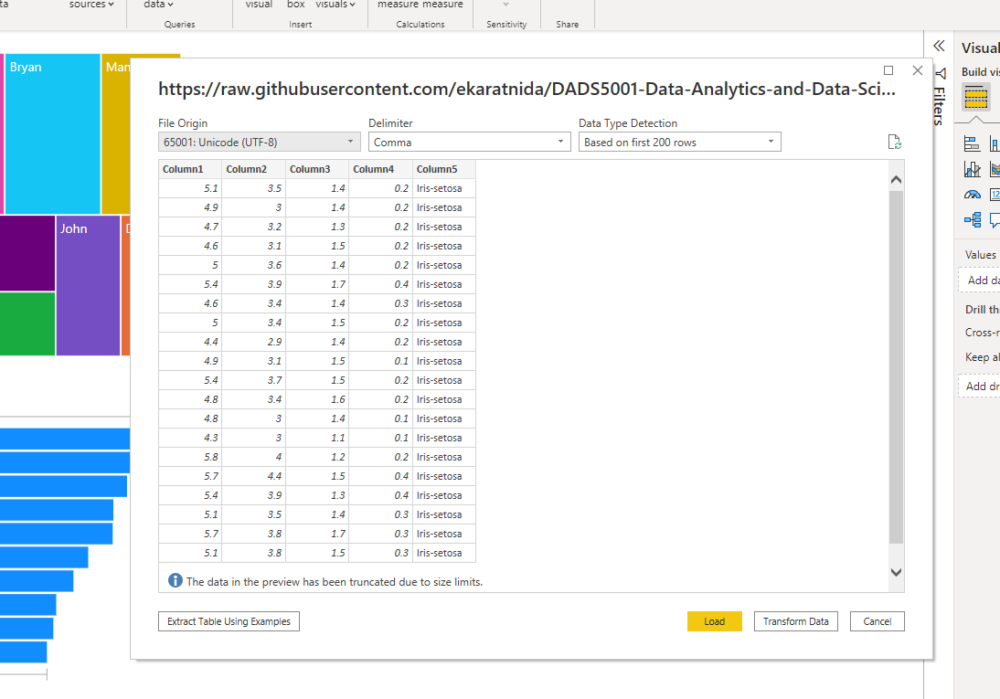 ta
sources
data
visual
box
visuals
measure
measure
Queries
Insert
Calculations
Sensitivity
Share
Bryan
Man
John
D
https://raw.githubusercontent.com/ekaratnida/DADS5001-Data-Analytics-and-Data-Sci...
File Origin
Delimiter
Data Type Detection
65001: Unicode (UTF-8)
Comma
Based on first 200 rows
Column1 Column2 Column3 Column4 Column5
5.1 3.5 1.4 0.2 Iris-setosa
4.9 3 1.4 0.2 Iris-setosa
4.7 3.2 1.3 0.2 Iris-setosa
4.6 3.1 1.5 0.2 Iris-setosa
5 3.6 1.4 0.2 Iris-setosa
5.4 3.9 1.7 0.4 Iris-setosa
4.6 3.4 1.4 0.3 Iris-setosa
5 3.4 1.5 0.2 Iris-setosa
4.4 2.9 1.4 0.2 Iris-setosa
4.9 3.1 1.5 0.1 Iris-setosa
5.4 3.7 1.5 0.2 Iris-setosa
4.8 3.4 1.6 0.2 Iris-setosa
4.8 3 1.4 0.1 Iris-setosa
4.3 3 1.1 0.1 Iris-setosa
5.8 4 1.2 0.2 Iris-setosa
5.7 4.4 1.5 0.4 Iris-setosa
5.4 3.9 1.3 0.4 Iris-setosa
5.1 3.5 1.4 0.3 Iris-setosa
5.7 3.8 1.7 0.3 Iris-setosa
5.1 3.8 1.5 0.3 Iris-setosa
The data in the preview has been truncated due to size limits.
Extract Table Using Examples
Load
Transform Data
Cancel
Filters
Visual
Build vis
12
Values
Add da
Drill th
Cross-r
Keep al
Add dr